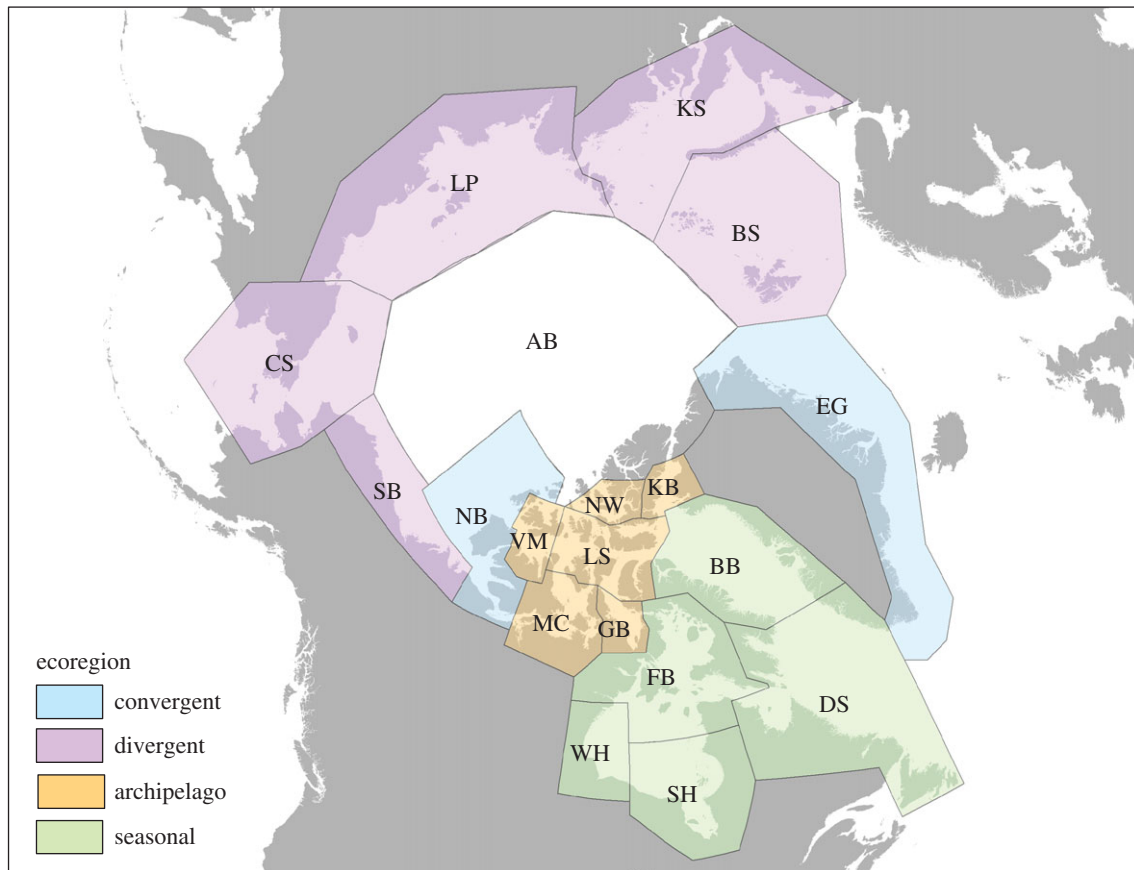 KS
LP
BS
AB
CS
EG
SB
NB
NW
KB
VM
LS
BB
MC
GB
FB
DS
WH
SH
ecoregion
convergent
divergent
archipelago
seasonal